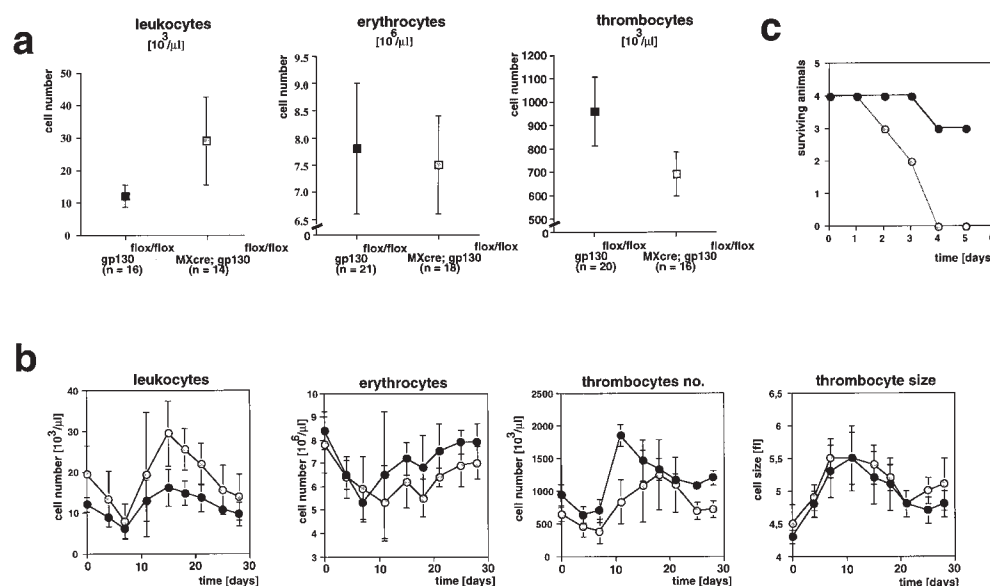 a
leukocytes
3
[10 /µl]
cell number
50
40
30
20
10
0
flox/flox
flox/flox
gp130
MXcre; gp130
(n = 16)
(n = 14)
erythrocytes
6
[10 /µl]
cell number
9.5
9.0
8.5
8.0
7.5
7.0
6.5
0
flox/flox
flox/flox
gp130
MXcre; gp130
(n = 21)
(n = 18)
thrombocytes
3
[10 /µl]
cell number
1200
1100
1000
900
800
700
600
500
0
flox/flox
flox/flox
gp130
MXcre; gp130
(n = 20)
(n = 16)
c
surviving animals
5
4
3
2
1
0
0 1 2 3 4 5 6
time [days
b
leukocytes
cell number [10³/µl]
40
30
20
10
0
0 10 20 30
time [days]
erythrocytes
cell number [10⁶/µl]
10
9
8
7
6
5
4
3
0 10 20 30
time [days]
thrombocytes no.
cell number [10³/µl]
2500
2000
1500
1000
500
0
0 10 20 30
time [days]
thrombocyte size
cell size [fl]
6,5
6
5,5
5
4,5
4
0 10 20 30
time [days]